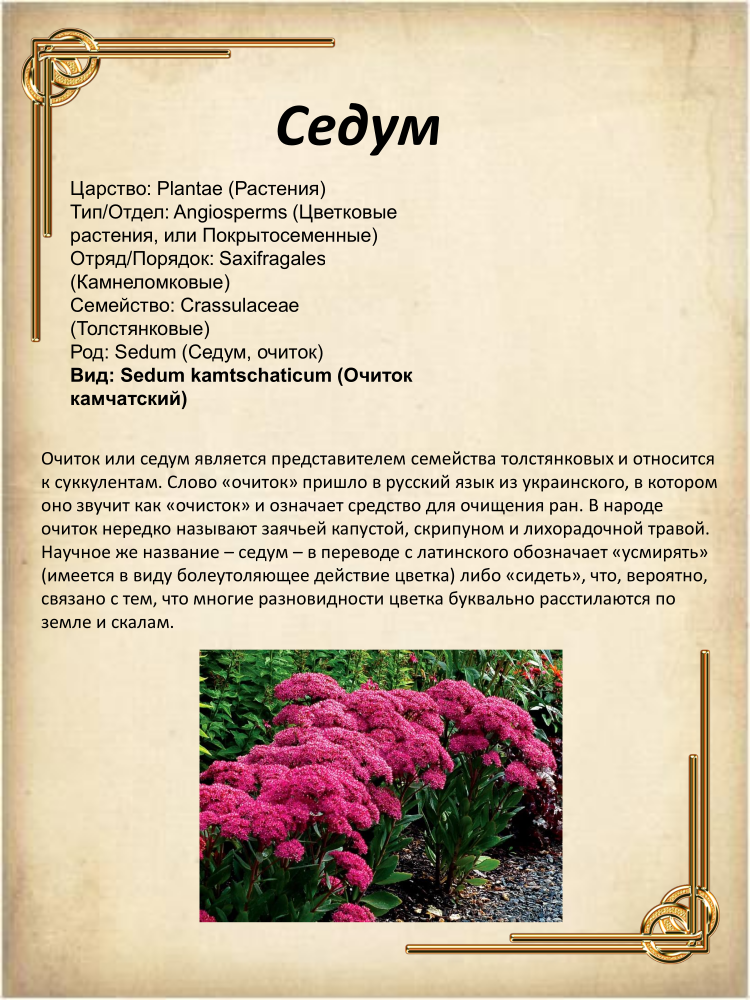 Седум
Царство: Plantae (Растения)
Тип/Отдел: Angiosperms (Цветковые
растения, или Покрытосеменные)
Отряд/Порядок: Saxifragales
(Камнеломковые)
Семейство: Crassulaceae
(Толстянковые)
Род: Sedum (Седум, очиток)
Вид: Sedum kamtschaticum (Очиток
камчатский)
Очиток или седум является представителем семейства толстянковых и относится
к суккулентам. Слово «очиток» пришло в русский язык из украинского, в котором
оно звучит как «очисток» и означает средство для очищения ран. В народе
очиток нередко называют заячьей капустой, скрипуном и лихорадочной травой.
Научное же название – седум – в переводе с латинского обозначает «усмирять»
(имеется в виду болеутоляющее действие цветка) либо «сидеть», что, вероятно,
связано с тем, что многие разновидности цветка буквально расстилаются по
земле и скалам.